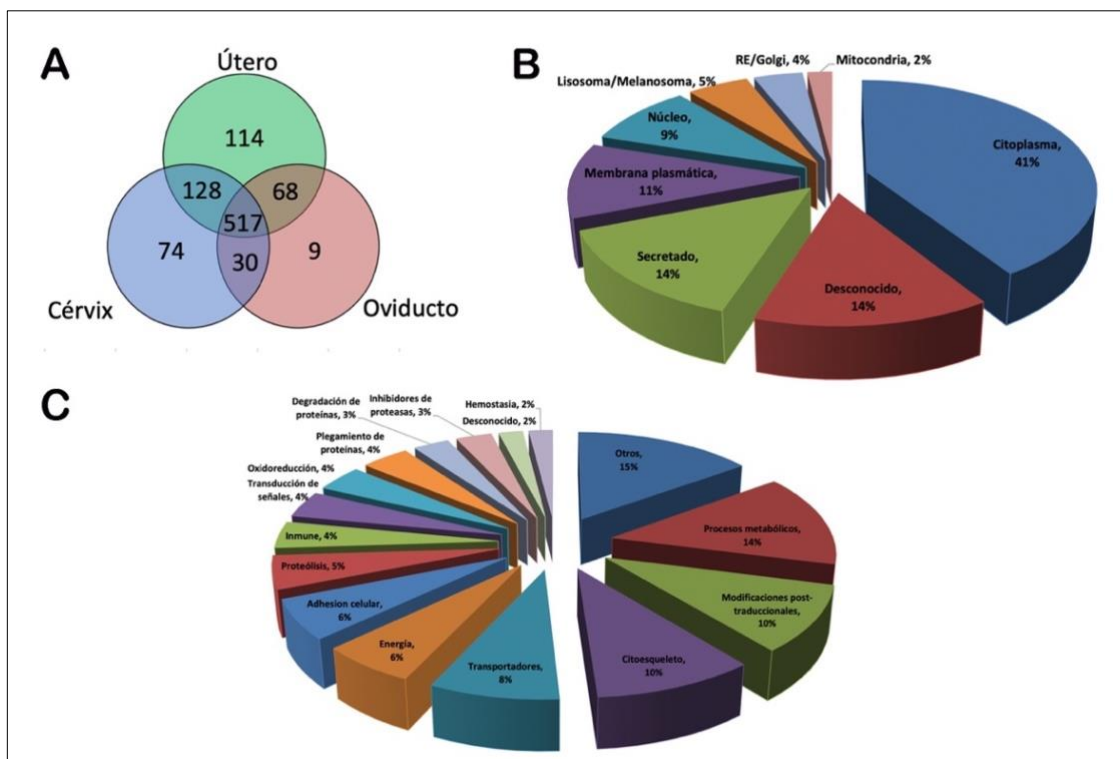 A
Útero
114
128
68
517
74
30
9
Cérvix
Oviducto
B
RE/Golgi, 4%
Mitocondria, 2%
Lisosoma/Melanosoma, 5%
Núcleo,
9%
Citoplasma,
41%
Membrana plasmática,
11%
Secretado,
14%
Desconocido,
14%
C
Degradación de
proteínas, 3%
Inhibidores de
proteasas, 3%
Hemostasia, 2%
Desconocido, 2%
Plegamiento de
proteínas, 4%
Oxidoreducción, 4%
Transducción de
señales, 4%
Inmune, 4%
Proteólisis, 5%
Adhesion celular,
6%
Energía,
6%
Transportadores,
8%
Citoesqueleto,
10%
Modificaciones post-
traduccionales,
10%
Procesos metabólicos,
14%
Otros,
15%